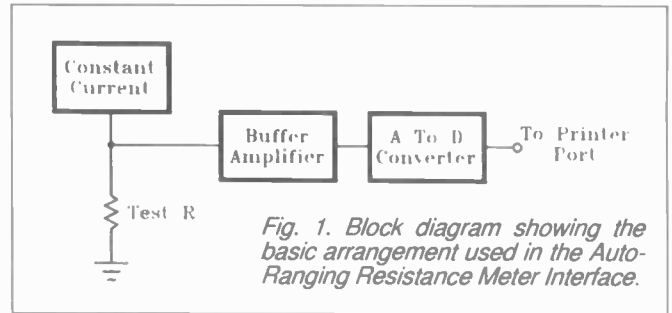 Constant
Current
Buffer
Amplifier
A To D
Converter
To Printer
Port
Test R
Fig. 1. Block diagram showing the
basic arrangement used in the Auto-
Ranging Resistance Meter Interface.